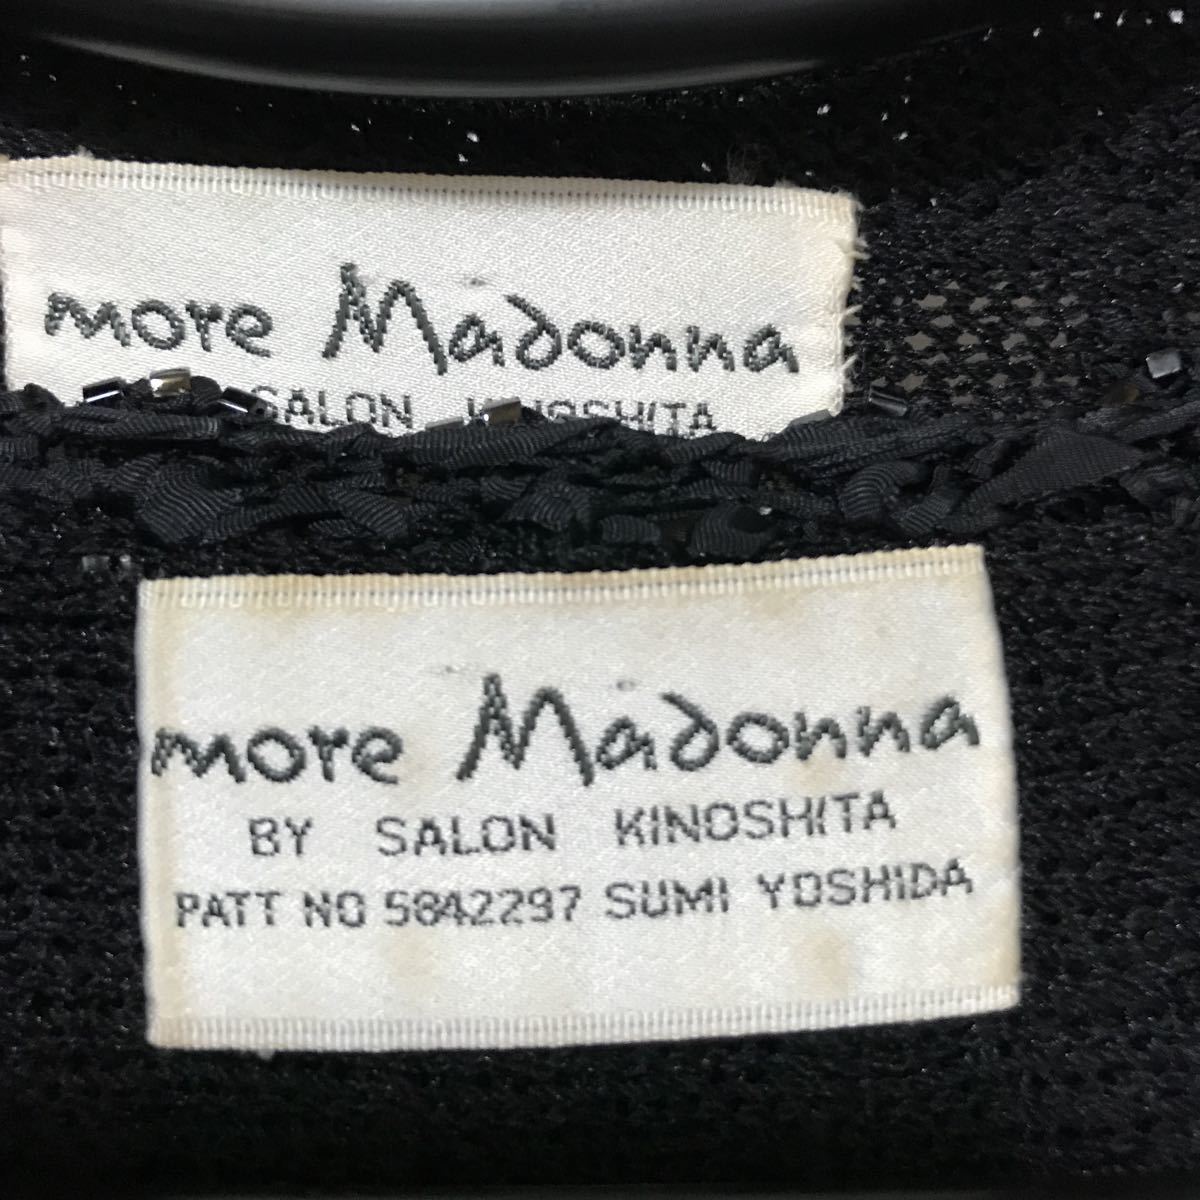 more Madonna
SALON KINOSHITA
more Madonna
BY SALON KINOSHITA
PATT NO 5842297 SUMI YOSHIDA